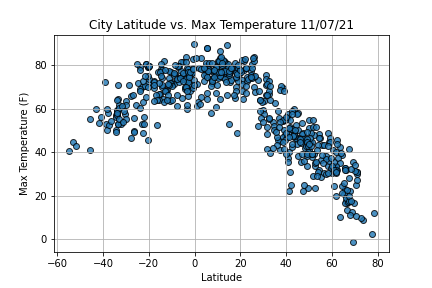 City Latitude vs. Max Temperature 11/07/21
80
60
40
20
0
Max Temperature (F)
−60 −40 −20 0 20 40 60 80
Latitude